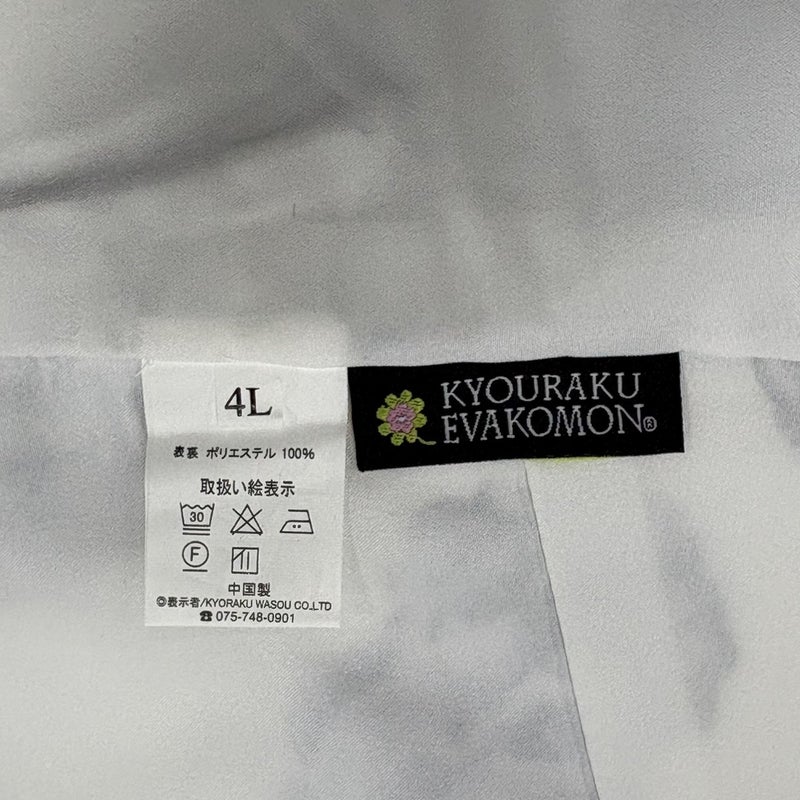 4L
表裏 ポリエステル 100%
取扱い絵表示
30
F
中国製
◎表示者/KYORAKU WASOU CO.,LTD
☎ 075-748-0901
KYOURAKU
EVAKOMON®